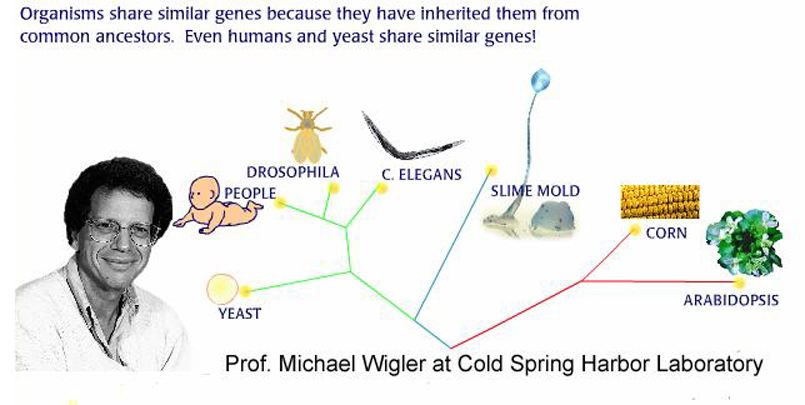 Organisms share similar genes because they have inherited them from
common ancestors.  Even humans and yeast share similar genes!
DROSOPHILA
C. ELEGANS
PEOPLE
SLIME MOLD
CORN
ARABIDOPSIS
YEAST
Prof. Michael Wigler at Cold Spring Harbor Laboratory